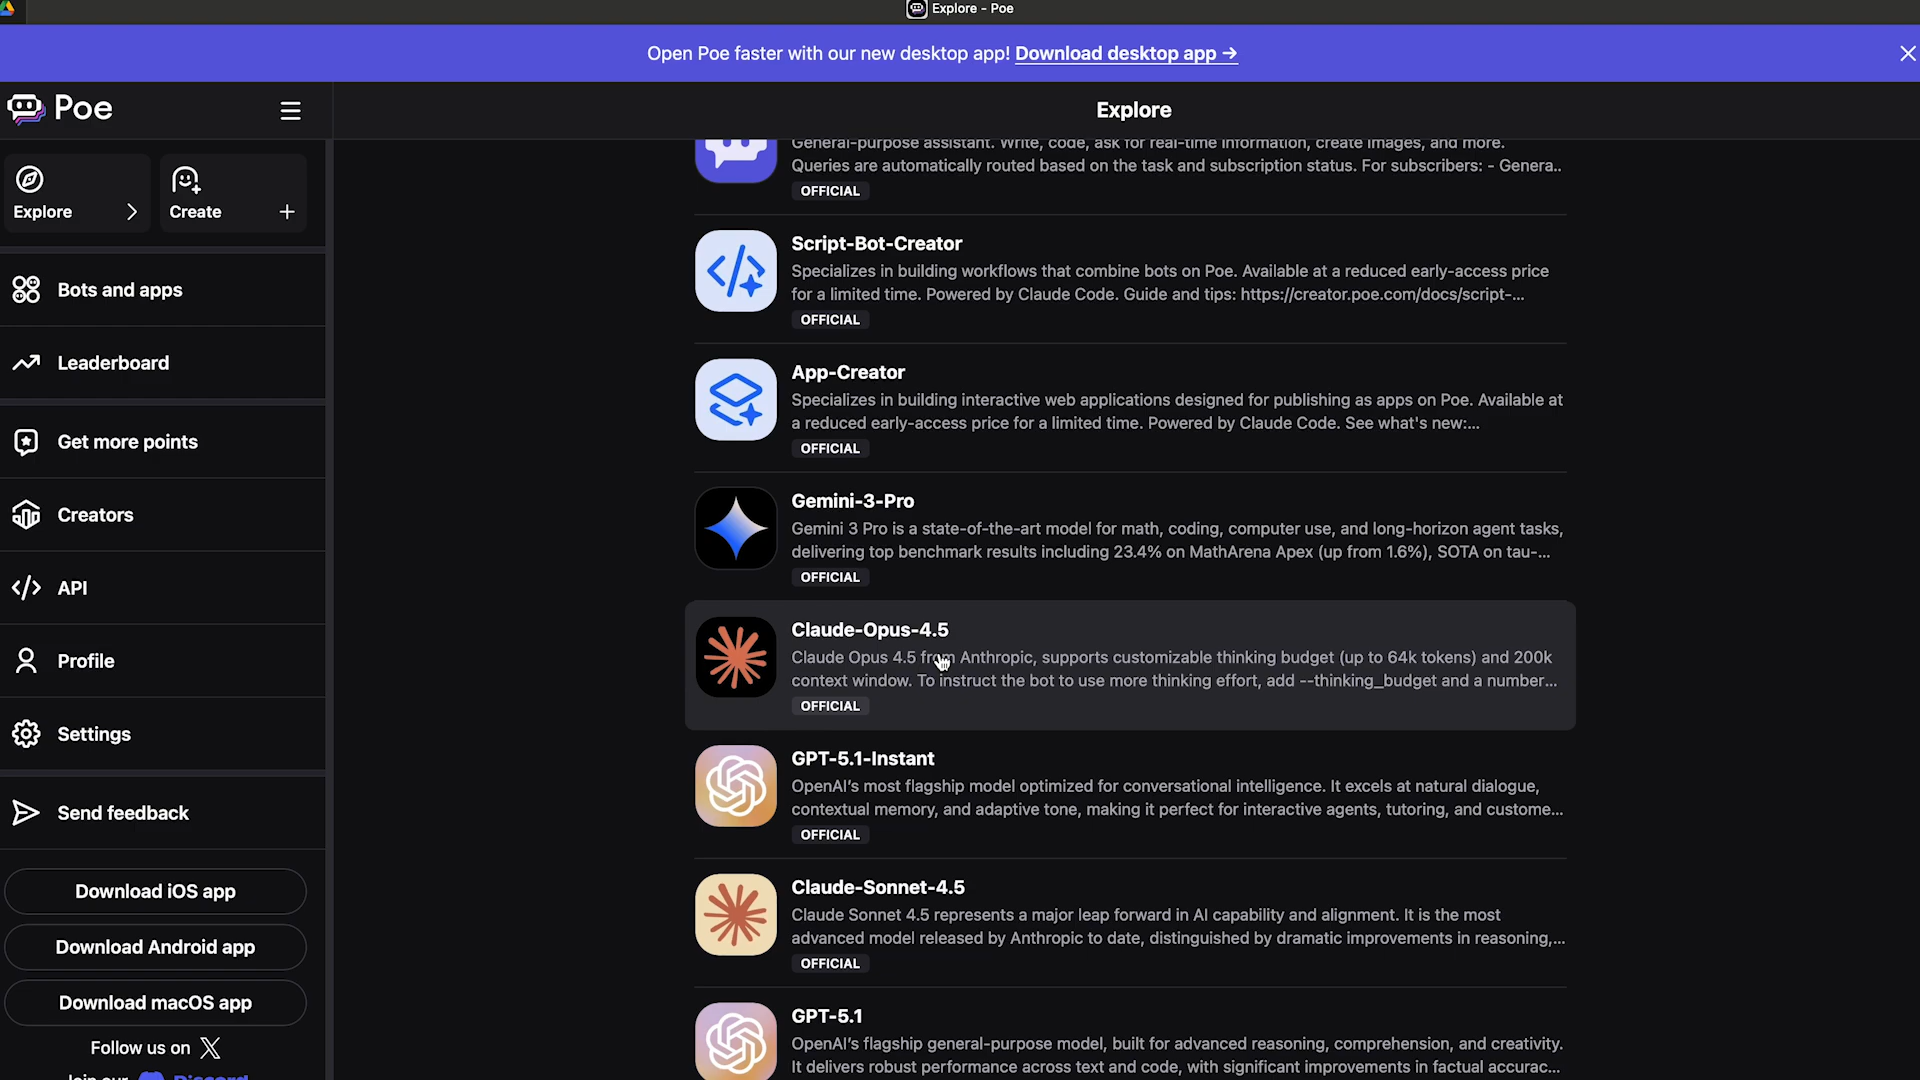 Explore - Poe
Open Poe faster with our new desktop app! Download desktop app →
Poe
Explore
Explore
Create
Bots and apps
Leaderboard
Get more points
Creators
API
Profile
Settings
Send feedback
Download iOS app
Download Android app
Download macOS app
Follow us on X
Join our Discord
General-purpose assistant. Write, code, ask for real-time information, create images, and more.
Queries are automatically routed based on the task and subscription status. For subscribers: - Genera..
OFFICIAL
Script-Bot-Creator
Specializes in building workflows that combine bots on Poe. Available at a reduced early-access price
for a limited time. Powered by Claude Code. Guide and tips: https://creator.poe.com/docs/script-...
OFFICIAL
App-Creator
Specializes in building interactive web applications designed for publishing as apps on Poe. Available at
a reduced early-access price for a limited time. Powered by Claude Code. See what's new:...
OFFICIAL
Gemini-3-Pro
Gemini 3 Pro is a state-of-the-art model for math, coding, computer use, and long-horizon agent tasks,
delivering top benchmark results including 23.4% on MathArena Apex (up from 1.6%), SOTA on tau-...
OFFICIAL
Claude-Opus-4.5
Claude Opus 4.5 from Anthropic, supports customizable thinking budget (up to 64k tokens) and 200k
context window. To instruct the bot to use more thinking effort, add --thinking_budget and a number...
OFFICIAL
GPT-5.1-Instant
OpenAI's most flagship model optimized for conversational intelligence. It excels at natural dialogue,
contextual memory, and adaptive tone, making it perfect for interactive agents, tutoring, and custome...
OFFICIAL
Claude-Sonnet-4.5
Claude Sonnet 4.5 represents a major leap forward in AI capability and alignment. It is the most
advanced model released by Anthropic to date, distinguished by dramatic improvements in reasoning,...
OFFICIAL
GPT-5.1
OpenAI's flagship general-purpose model, built for advanced reasoning, comprehension, and creativity.
It delivers robust performance across text and code, with significant improvements in factual accurac...